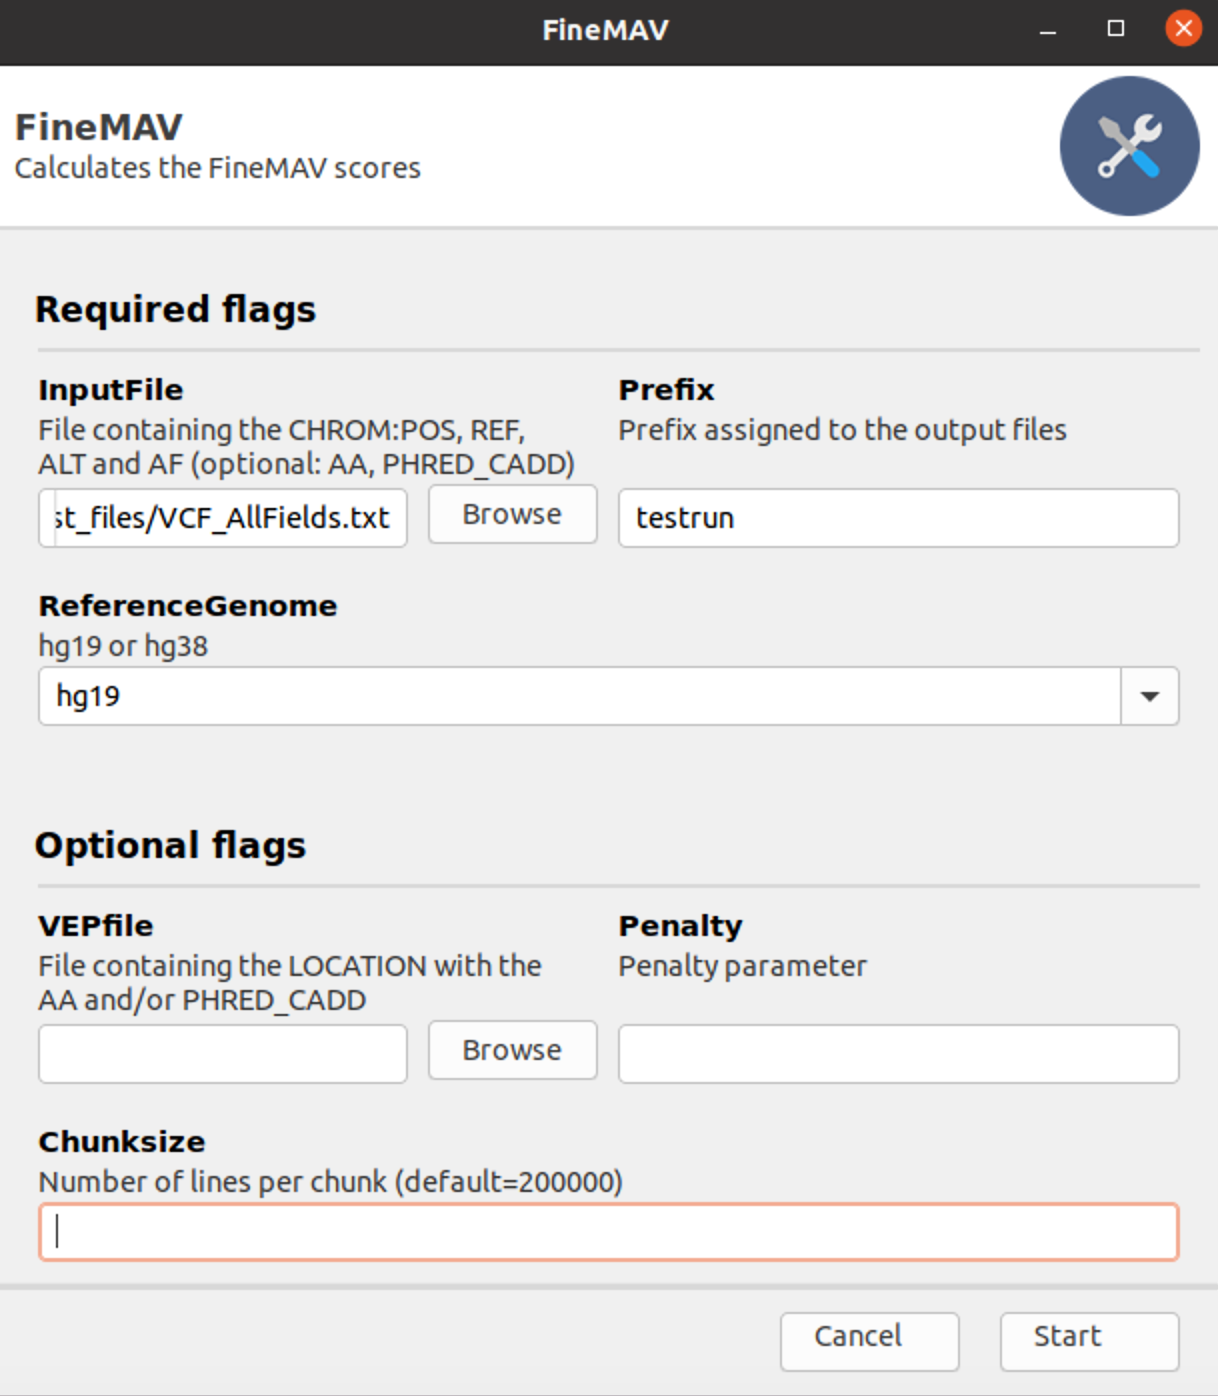 FineMAV
FineMAV
Calculates the FineMAV scores
Required flags
InputFile
File containing the CHROM:POS, REF,
ALT and AF (optional: AA, PHRED_CADD)
st_files/VCF_AllFields.txt
Browse
Prefix
Prefix assigned to the output files
testrun
ReferenceGenome
hg19 or hg38
hg19
Optional flags
VEPfile
File containing the LOCATION with the
AA and/or PHRED_CADD
Browse
Penalty
Penalty parameter
Chunksize
Number of lines per chunk (default=200000)
Cancel
Start